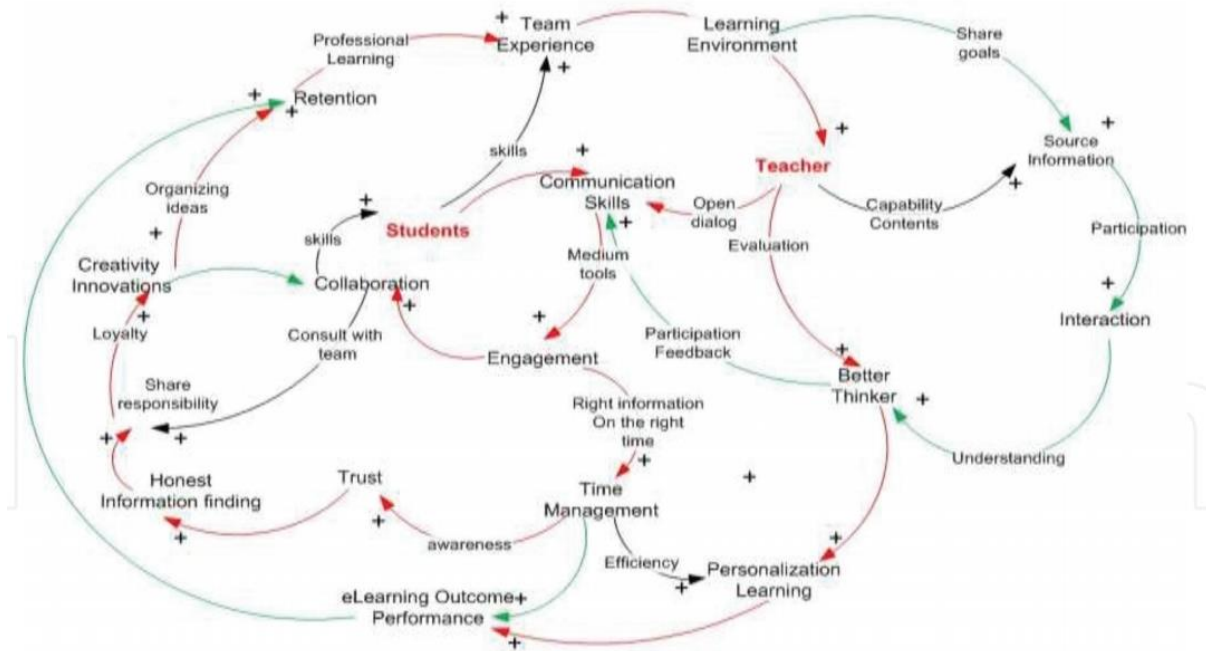 Team
Experience
Learning
Environment
Share
goals
Professional
Learning
Retention
skills
Source
Information
Teacher
Communication
Skills
Open
dialog
Capability
Contents
Organizing
ideas
Students
skills
Evaluation
Participation
Medium
tools
Creativity
Innovations
Collaboration
Loyalty
Consult with
team
Engagement
Participation
Feedback
Interaction
Better
Thinker
Share
responsibility
Right information
On the right
time
Understanding
Honest
Information finding
Trust
Time
Management
awareness
Efficiency
Personalization
Learning
eLearning Outcome+
Performance